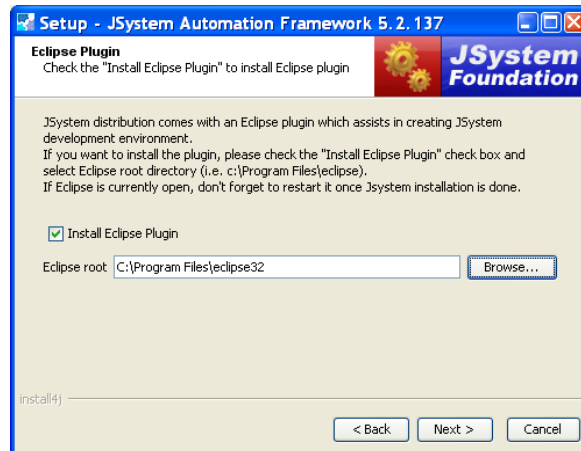 Setup - JSystem Automation Framework 5.2.137
Eclipse Plugin
Check the "Install Eclipse Plugin" to install Eclipse plugin
JSystem
Foundation
JSystem distribution comes with an Eclipse plugin which assists in creating JSystem
development environment.
If you want to install the plugin, please check the "Install Eclipse Plugin" check box and
select Eclipse root directory (i.e. c:\Program Files\eclipse).
If Eclipse is currently open, don't forget to restart it once Jsystem installation is done.
Install Eclipse Plugin
Eclipse root C:\Program Files\eclipse32 Browse...
install4j
< Back Next > Cancel